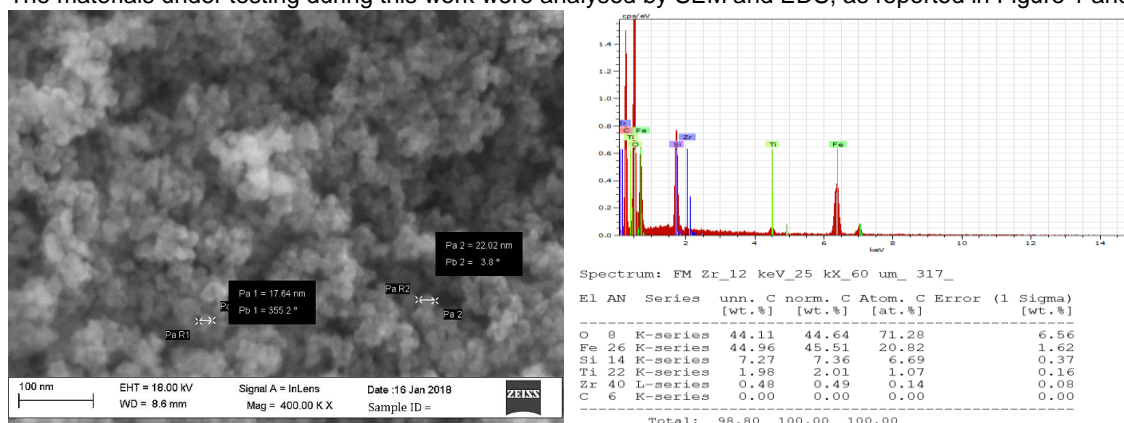 The materials under testing during this work were analysed by SEM and EDS, as reported in Figure 1 and
Pa 2 = 22.02 nm
Pb 2 = 3.8 °
Pa R2
Pa 2
Pa 1 = 17.64 nm
Pb 1 = 355.2 °
Pa R1
100 nm
EHT = 18.00 kV
WD = 8.6 mm
Signal A = InLens
Mag = 400.00 K X
Date :16 Jan 2018
Sample ID =
ZEISS
cps/eV
1.4
1.2
1.0
0.8
0.6
0.4
0.2
0.0
Zr
C Fe
Ti
O
Si
Zr
Ti
Fe
2 4 6 8 10 12 14
keV
Spectrum: FM Zr_12 keV_25 kX_60 um_ 317_
El AN Series unn. C norm. C Atom. C Error (1 Sigma)
[wt.%] [wt.%] [at.%] [wt.%]
O 8 K-series 44.11 44.64 71.28 6.56
Fe 26 K-series 44.96 45.51 20.82 1.62
Si 14 K-series 7.27 7.36 6.69 0.37
Ti 22 K-series 1.98 2.01 1.07 0.16
Zr 40 L-series 0.48 0.49 0.14 0.08
C 6 K-series 0.00 0.00 0.00 0.00
Total: 98.80 100.00 100.00